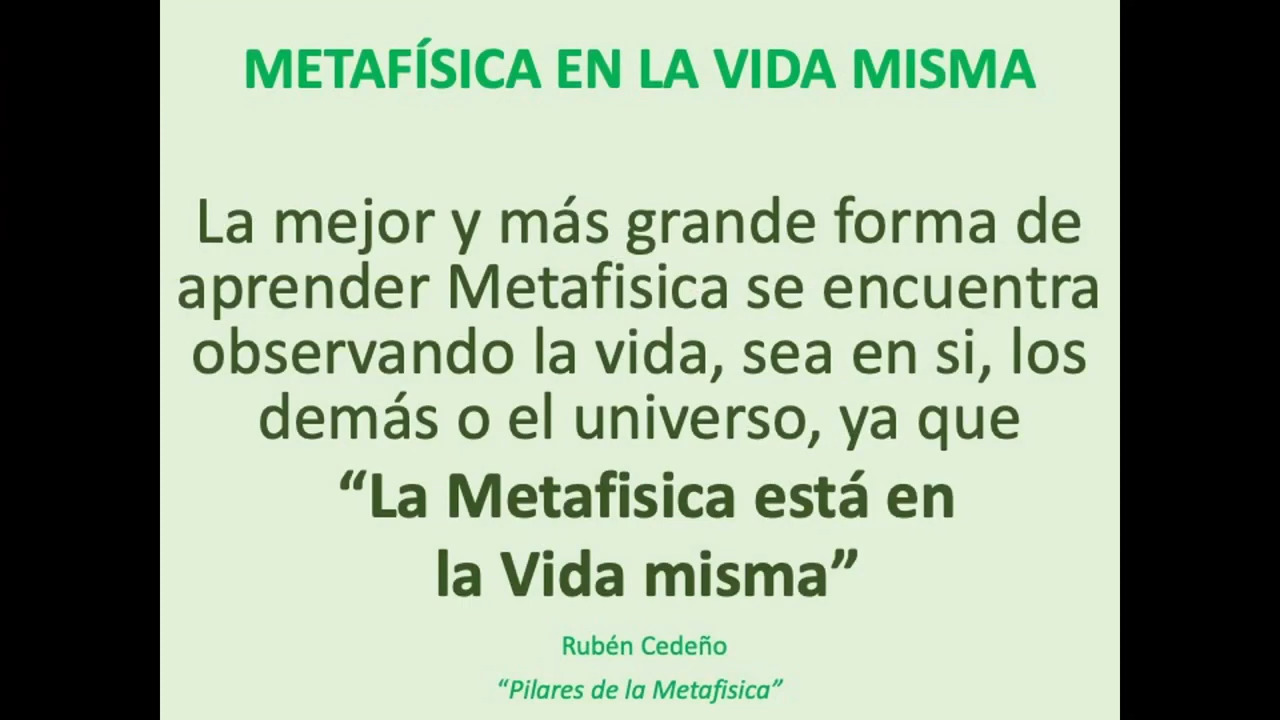 METAFÍSICA EN LA VIDA MISMA
La mejor y más grande forma de
aprender Metafisica se encuentra
observando la vida, sea en si, los
demás o el universo, ya que
“La Metafisica está en
la Vida misma”
Rubén Cedeño
“Pilares de la Metafisica”